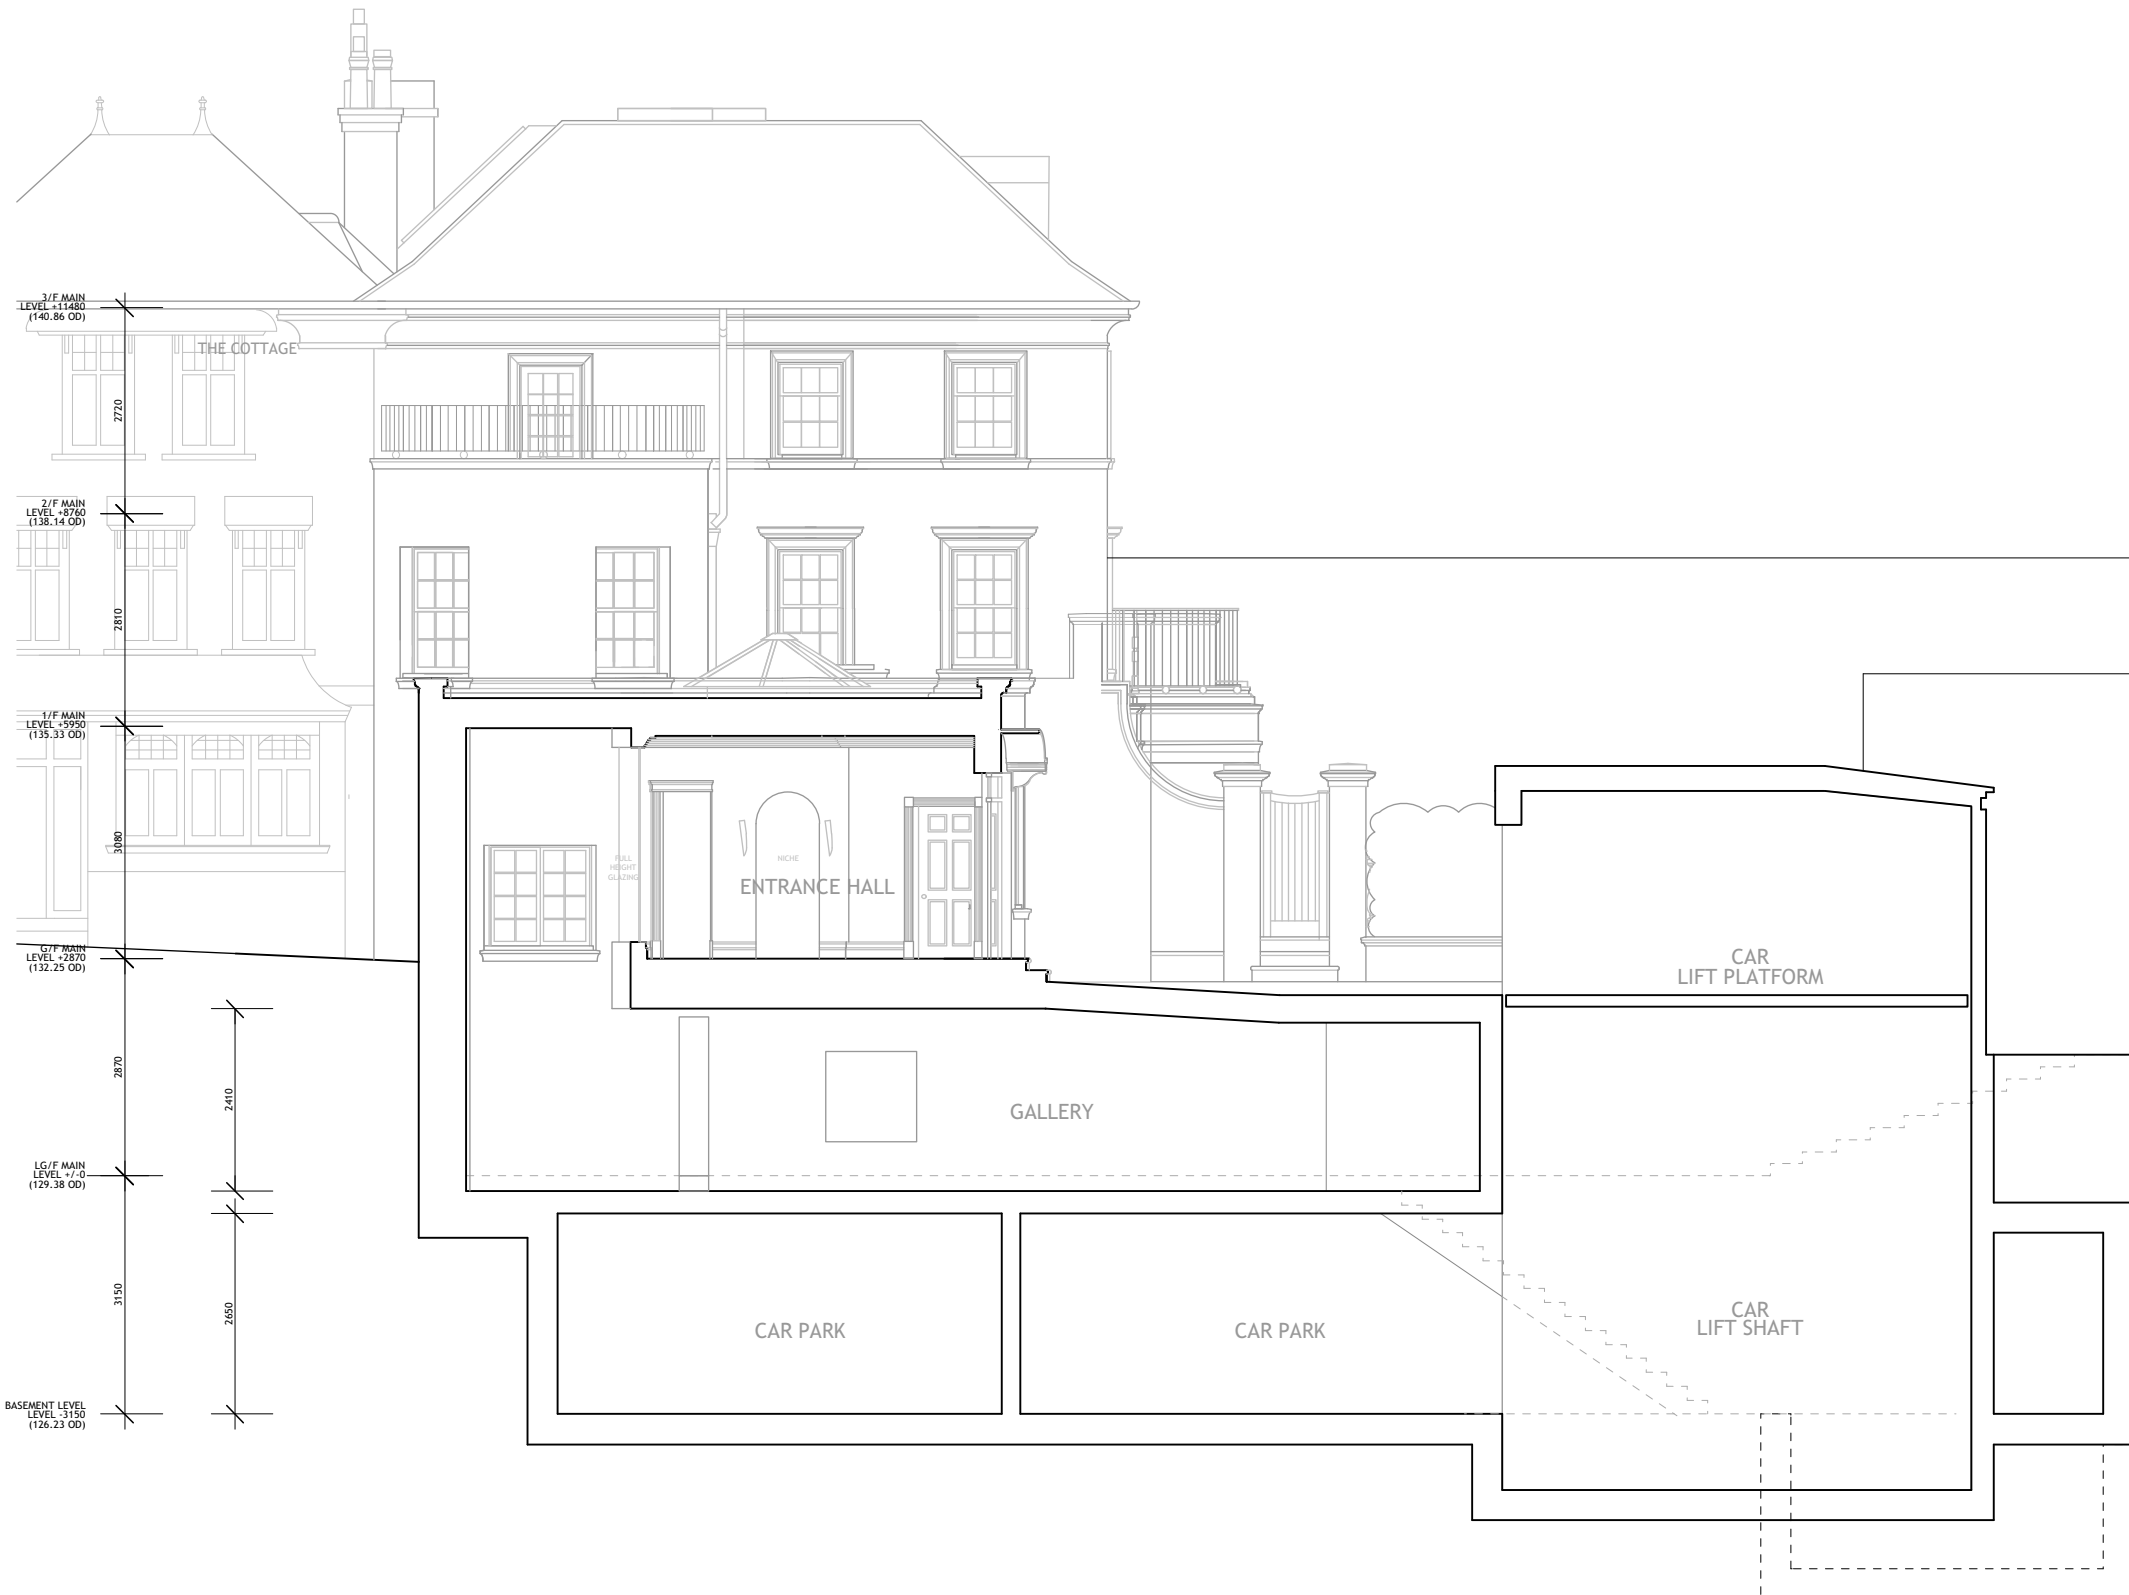 3/F MAIN
LEVEL +11480
(140.86 OD)
THE COTTAGE
2720
2/F MAIN
LEVEL +8760
(138.14 OD)
2810
1/F MAIN
LEVEL +5950
(135.33 OD)
3080
FULL
HEIGHT
GLAZING
NICHE
ENTRANCE HALL
G/F MAIN
LEVEL +2870
(132.25 OD)
CAR
LIFT PLATFORM
2870
2410
GALLERY
LG/F MAIN
LEVEL +/-0
(129.38 OD)
3150
2650
CAR PARK
CAR PARK
CAR
LIFT SHAFT
BASEMENT LEVEL
LEVEL -3150
(126.23 OD)